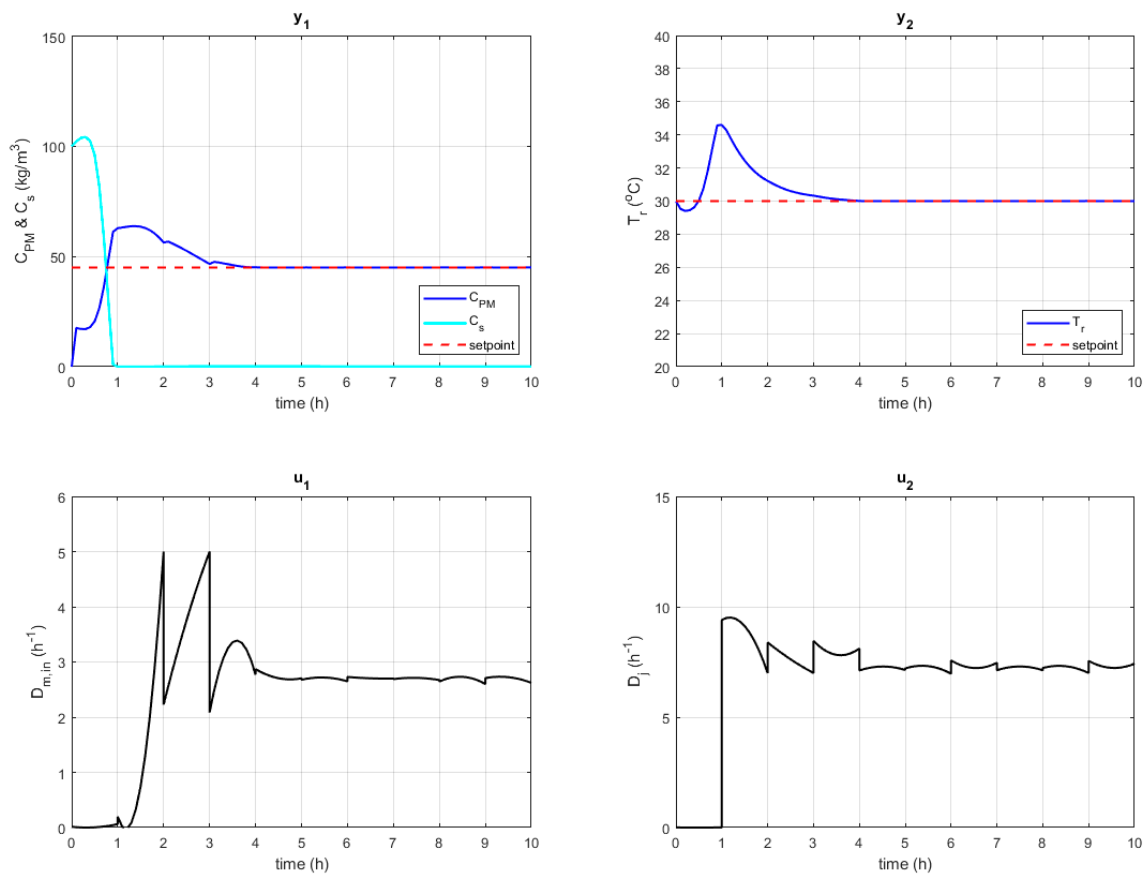 y1
C_PM & C_s (kg/m^3)
150
100
50
0
C_PM
C_s
setpoint
0 1 2 3 4 5 6 7 8 9 10
time (h)
y2
T_r (°C)
40
38
36
34
32
30
28
26
24
22
20
T_r
setpoint
0 1 2 3 4 5 6 7 8 9 10
time (h)
u1
D_m,in (h^-1)
6
5
4
3
2
1
0
0 1 2 3 4 5 6 7 8 9 10
time (h)
u2
D_j (h^-1)
15
10
5
0
0 1 2 3 4 5 6 7 8 9 10
time (h)